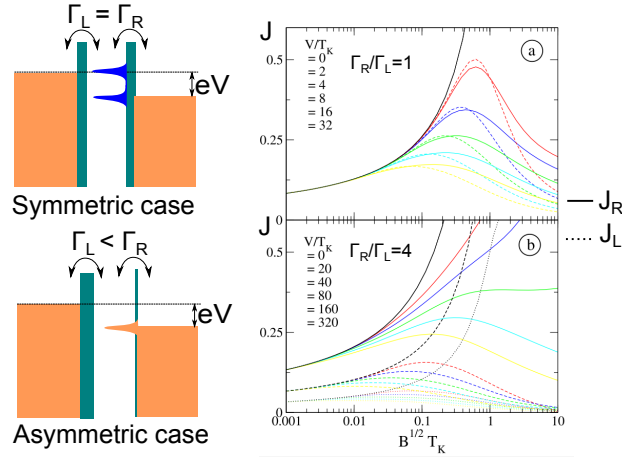 Γ_L = Γ_R
eV
Symmetric case
Γ_L < Γ_R
eV
Asymmetric case
J
0.5
0.25
0
V/T_K
= 0
= 2
= 4
= 8
= 16
= 32
Γ_R/Γ_L=1
a
J
0.5
0.25
0
V/T_K
= 0
= 20
= 40
= 80
= 160
= 320
Γ_R/Γ_L=4
b
0.001 0.01 0.1 1 10
B^{1/2} T_K
J_R
J_L